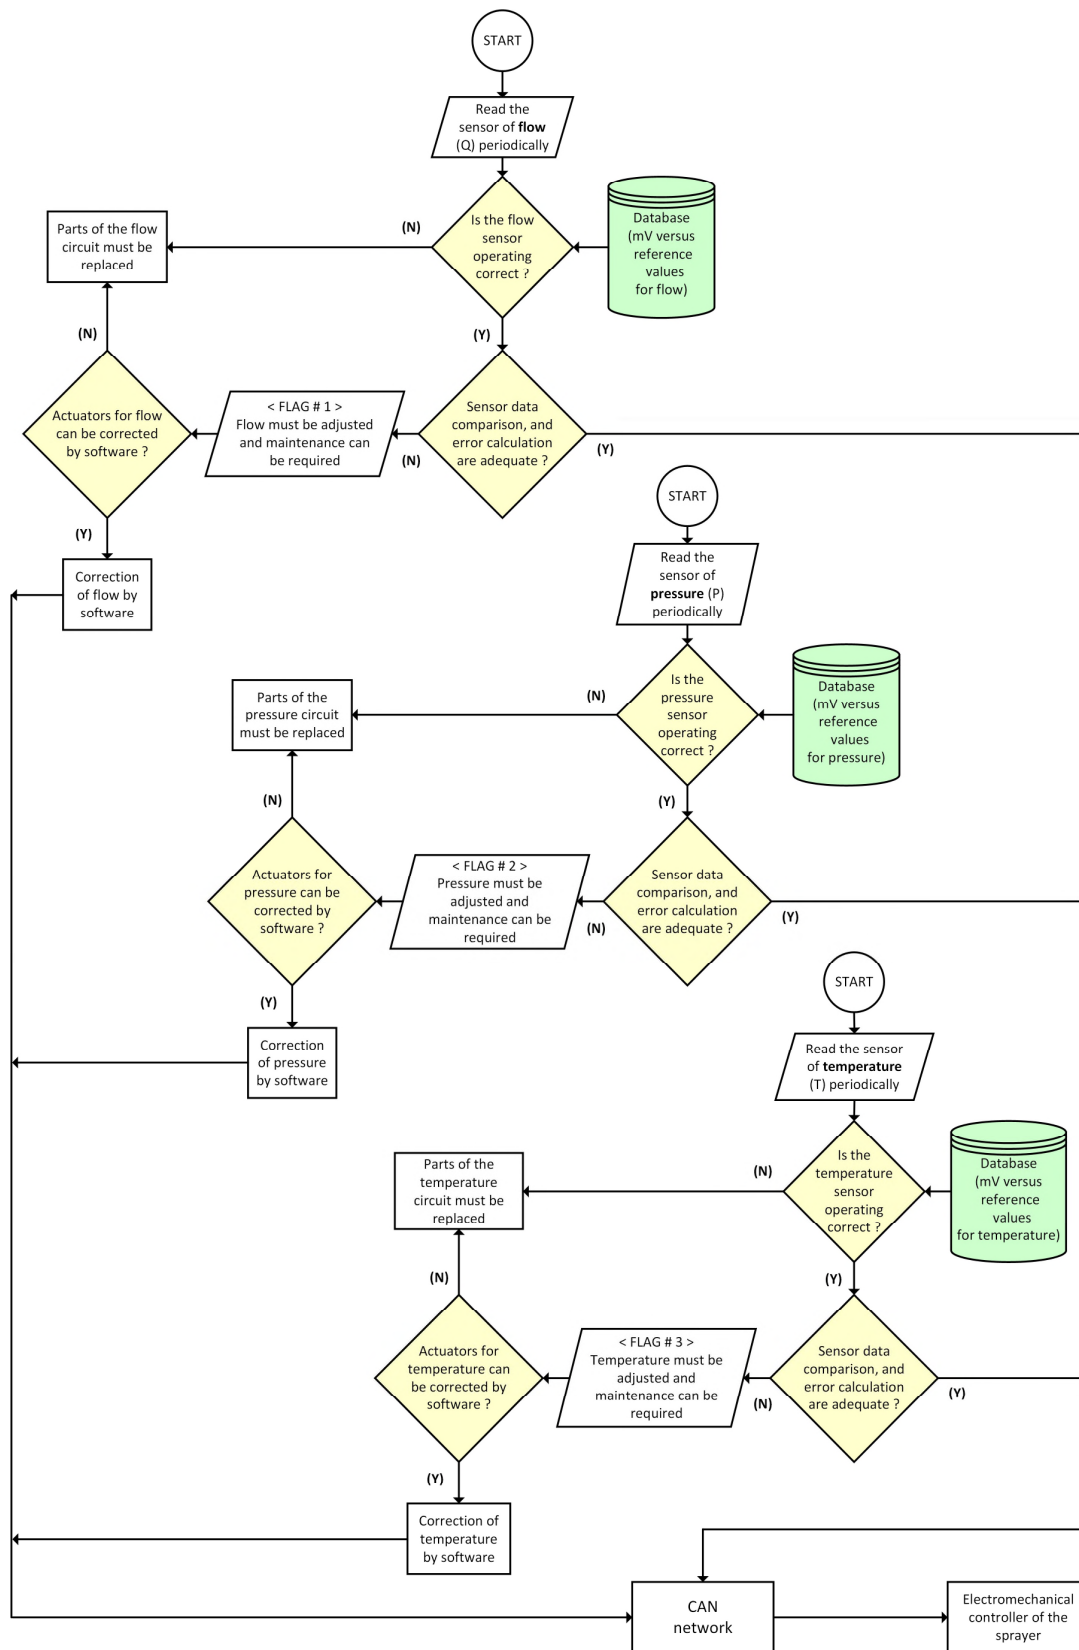 START
Read the
sensor of flow
(Q) periodically
Is the flow
sensor
operating
correct ?
Database
(mV versus
reference
values
for flow)
(N)
Parts of the flow
circuit must be
replaced
(Y)
(N)
Sensor data
comparison, and
error calculation
are adequate ?
(Y)
(N)
< FLAG # 1 >
Flow must be adjusted
and maintenance can
be required
Actuators for flow
can be corrected
by software ?
(Y)
Correction
of flow by
software
START
Read the
sensor of
pressure (P)
periodically
Is the
pressure
sensor
operating
correct ?
Database
(mV versus
reference
values
for pressure)
(N)
Parts of the
pressure circuit
must be replaced
(Y)
(N)
Sensor data
comparison, and
error calculation
are adequate ?
(Y)
(N)
< FLAG # 2 >
Pressure must be
adjusted and
maintenance can be
required
Actuators for
pressure can be
corrected by
software ?
(Y)
Correction
of pressure
by software
START
Read the sensor
of temperature
(T) periodically
Is the
temperature
sensor
operating
correct ?
Database
(mV versus
reference
values
for temperature)
(N)
Parts of the
temperature
circuit must be
replaced
(Y)
(N)
Sensor data
comparison, and
error calculation
are adequate ?
(Y)
(N)
< FLAG # 3 >
Temperature must be
adjusted and
maintenance can be
required
Actuators for
temperature can
be corrected by
software ?
(Y)
Correction of
temperature
by software
CAN
network
Electromechanical
controller of the
sprayer